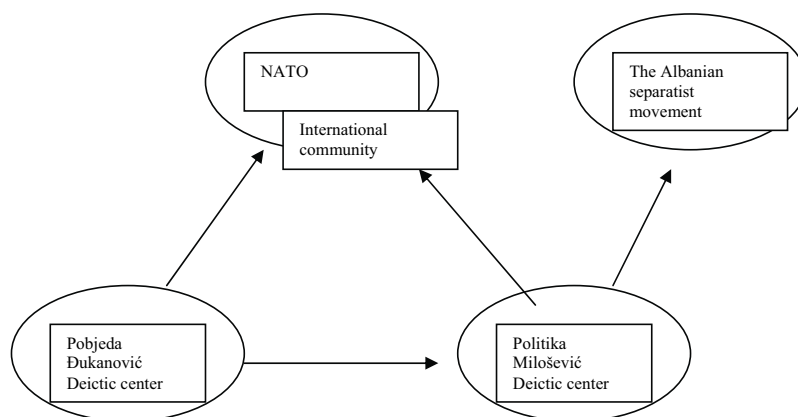 NATO
International
community
The Albanian
separatist
movement
Pobjeda
Đukanović
Deictic center
Politika
Milošević
Deictic center